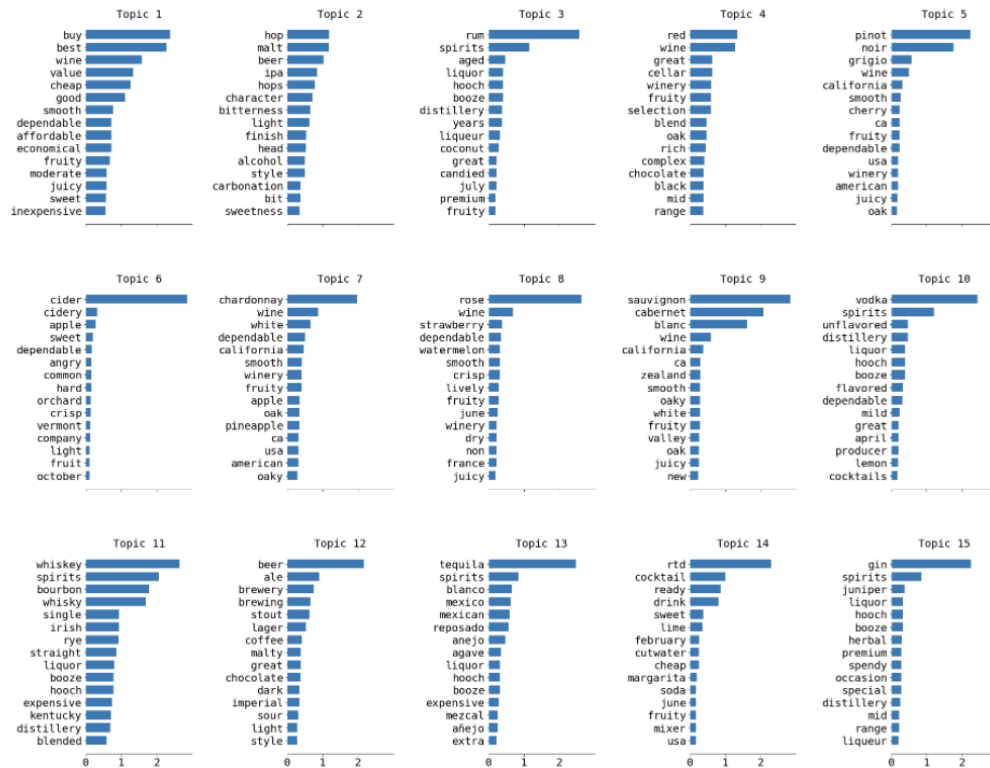 Topic 1
buy
best
wine
value
cheap
good
smooth
dependable
affordable
economical
fruity
moderate
juicy
sweet
inexpensive
Topic 2
hop
malt
beer
ipa
hops
character
bitterness
light
finish
head
alcohol
style
carbonation
bit
sweetness
Topic 3
rum
spirits
aged
liquor
hooch
booze
distillery
years
liqueur
coconut
great
candied
july
premium
fruity
Topic 4
red
wine
great
cellar
winery
fruity
selection
blend
oak
rich
complex
chocolate
black
mid
range
Topic 5
pinot
noir
grigio
wine
california
smooth
cherry
ca
fruity
dependable
usa
winery
american
juicy
oak
Topic 6
cider
cidery
apple
sweet
dependable
angry
common
hard
orchard
crisp
vermont
company
light
fruit
october
Topic 7
chardonnay
wine
white
dependable
california
smooth
winery
fruity
apple
oak
pineapple
ca
usa
american
oaky
Topic 8
rose
wine
strawberry
dependable
watermelon
smooth
crisp
lively
fruity
june
winery
dry
non
france
juicy
Topic 9
sauvignon
cabernet
blanc
wine
california
ca
zealand
smooth
oaky
white
fruity
valley
oak
juicy
new
Topic 10
vodka
spirits
unflavored
distillery
liquor
hooch
booze
flavored
dependable
mild
great
april
producer
lemon
cocktails
Topic 11
whiskey
spirits
bourbon
whisky
single
irish
rye
straight
liquor
booze
hooch
expensive
kentucky
distillery
blended
0 1 2
Topic 12
beer
ale
brewery
brewing
stout
lager
coffee
malty
great
chocolate
dark
imperial
sour
light
style
0 1 2
Topic 13
tequila
spirits
blanco
mexico
mexican
reposado
anejo
agave
liquor
hooch
booze
expensive
mezcal
añejo
extra
0 1 2
Topic 14
rtd
cocktail
ready
drink
sweet
lime
february
cutwater
cheap
margarita
soda
june
fruity
mixer
usa
0 1 2
Topic 15
gin
spirits
juniper
liquor
hooch
booze
herbal
premium
spendy
occasion
special
distillery
mid
range
liqueur
0 1 2